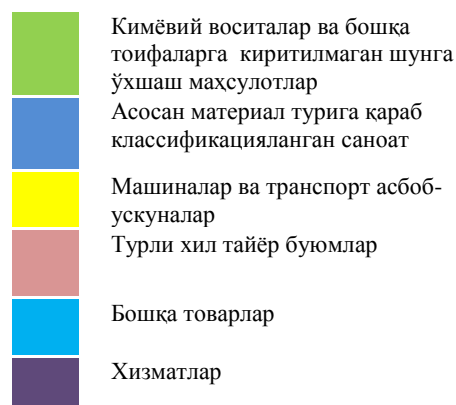 Кимёвий воситалар ва бошқа
тоифаларга киритилмаган шунга
ўхшаш маҳсулотлар
Асосан материал турига қараб
классификацияланган саноат
Машиналар ва транспорт асбоб-
ускуналар
Турли хил тайёр буюмлар
Бошқа товарлар
Хизматлар